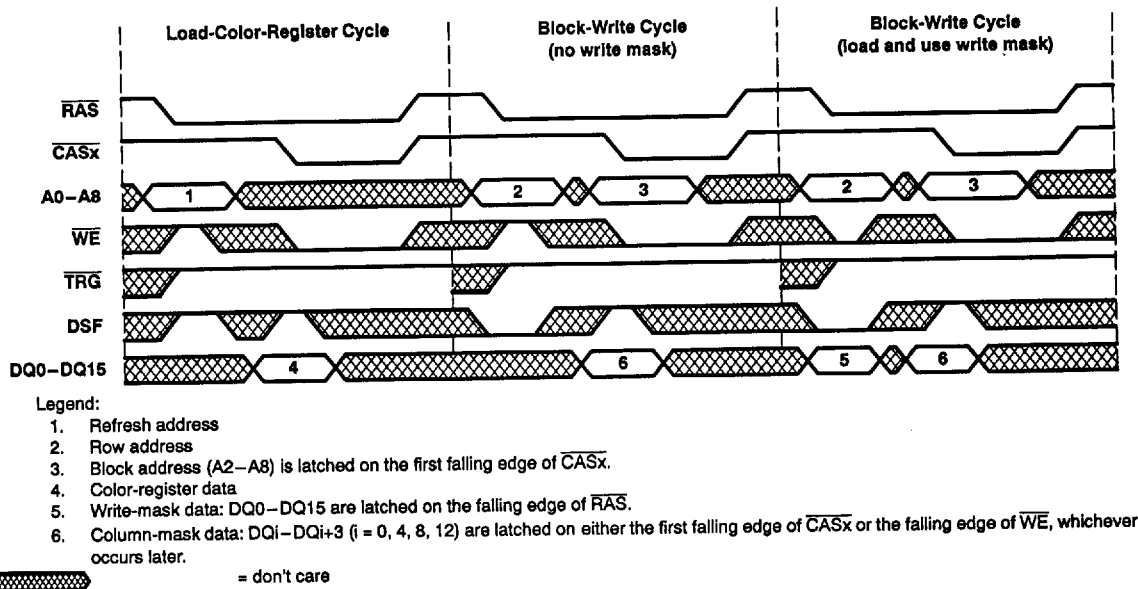 Load-Color-Register Cycle
Block-Write Cycle
(no write mask)
Block-Write Cycle
(load and use write mask)
RAS
CASx
A0–A8
1
2
3
2
3
WE
TRG
DSF
DQ0–DQ15
4
6
5
6
Legend:
1. Refresh address
2. Row address
3. Block address (A2–A8) is latched on the first falling edge of CASx.
4. Color-register data
5. Write-mask data: DQ0–DQ15 are latched on the falling edge of RAS.
6. Column-mask data: DQi–DQi+3 (i = 0, 4, 8, 12) are latched on either the first falling edge of CASx or the falling edge of WE, whichever
occurs later.
= don't care